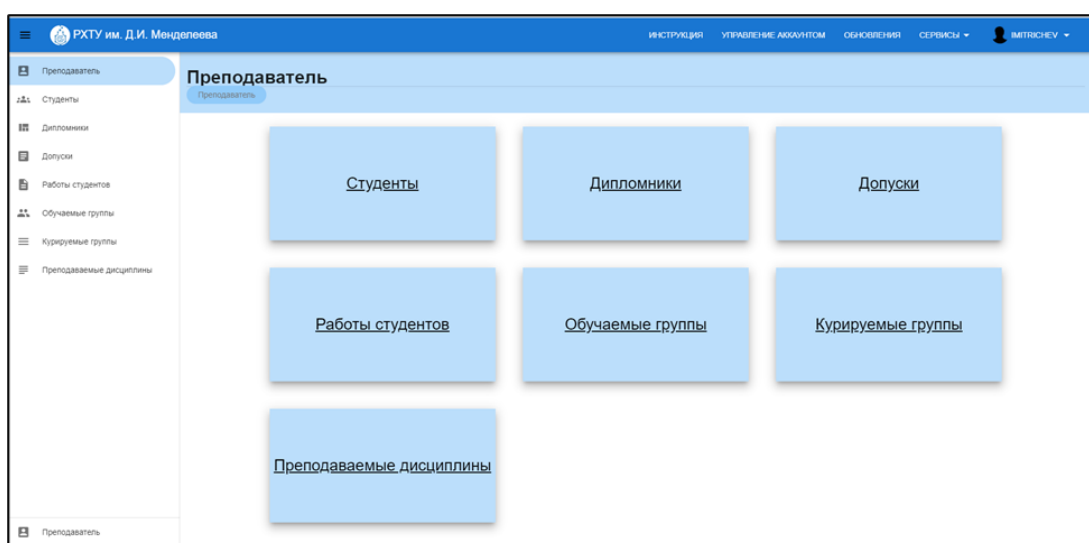 РХТУ им. Д.И. Менделеева
ИНСТРУКЦИЯ
УПРАВЛЕНИЕ АККАУНТОМ
ОБНОВЛЕНИЯ
СЕРВИСЫ
IMITRICHEV
Преподаватель
Студенты
Дипломники
Допуски
Работы студентов
Обучаемые группы
Курируемые группы
Преподаваемые дисциплины
Преподаватель
Преподаватель
Преподаватель
Студенты
Дипломники
Допуски
Работы студентов
Обучаемые группы
Курируемые группы
Преподаваемые дисциплины